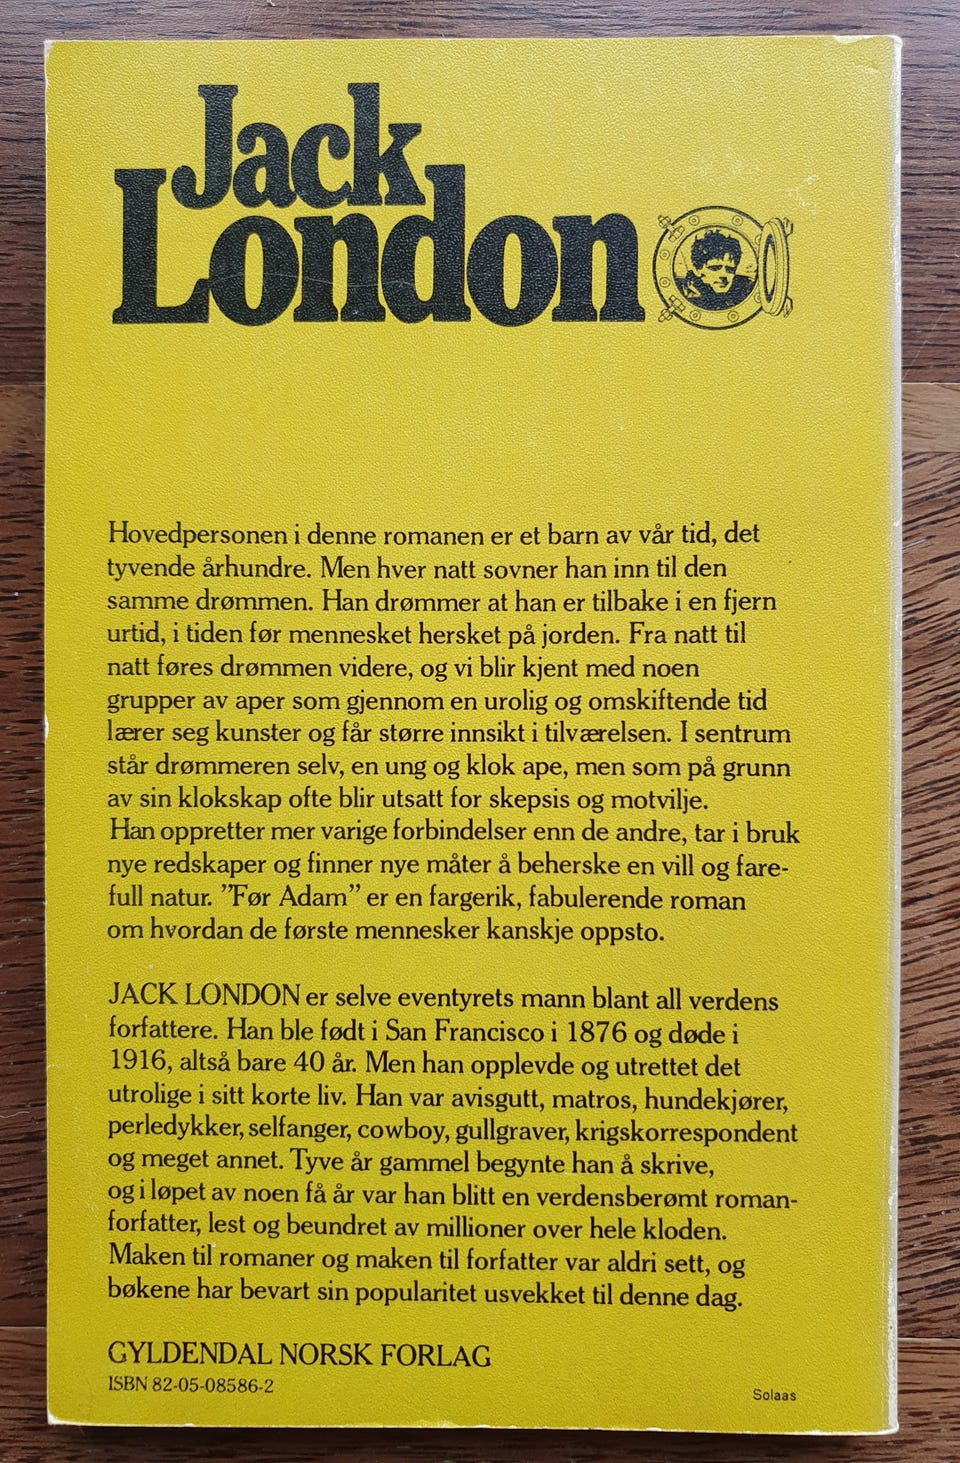 Jack
London
Hovedpersonen i denne romanen er et barn av vår tid, det
tyvende århundre. Men hver natt sovner han inn til den
samme drømmen. Han drømmer at han er tilbake i en fjern
urtid, i tiden før mennesket hersket på jorden. Fra natt til
natt føres drømmen videre, og vi blir kjent med noen
grupper av aper som gjennom en urolig og omskiftende tid
lærer seg kunster og får større innsikt i tilværelsen. I sentrum
står drømmeren selv, en ung og klok ape, men som på grunn
av sin klokskap ofte blir utsatt for skepsis og motvilje.
Han oppretter mer varige forbindelser enn de andre, tar i bruk
nye redskaper og finner nye måter å beherske en vill og fare-
full natur. ”Før Adam” er en fargerik, fabulerende roman
om hvordan de første mennesker kanskje oppsto.
JACK LONDON er selve eventyrets mann blant all verdens
forfattere. Han ble født i San Francisco i 1876 og døde i
1916, altså bare 40 år. Men han opplevde og utrettet det
utrolige i sitt korte liv. Han var avisgutt, matros, hundekjører,
perledykker, selfanger, cowboy, gullgraver, krigskorrespondent
og meget annet. Tyve år gammel begynte han å skrive,
og i løpet av noen få år var han blitt en verdensberømt roman-
forfatter, lest og beundret av millioner over hele kloden.
Maken til romaner og maken til forfatter var aldri sett, og
bøkene har bevart sin popularitet usvekket til denne dag.
GYLDENDAL NORSK FORLAG
ISBN 82-05-08586-2
Solaas